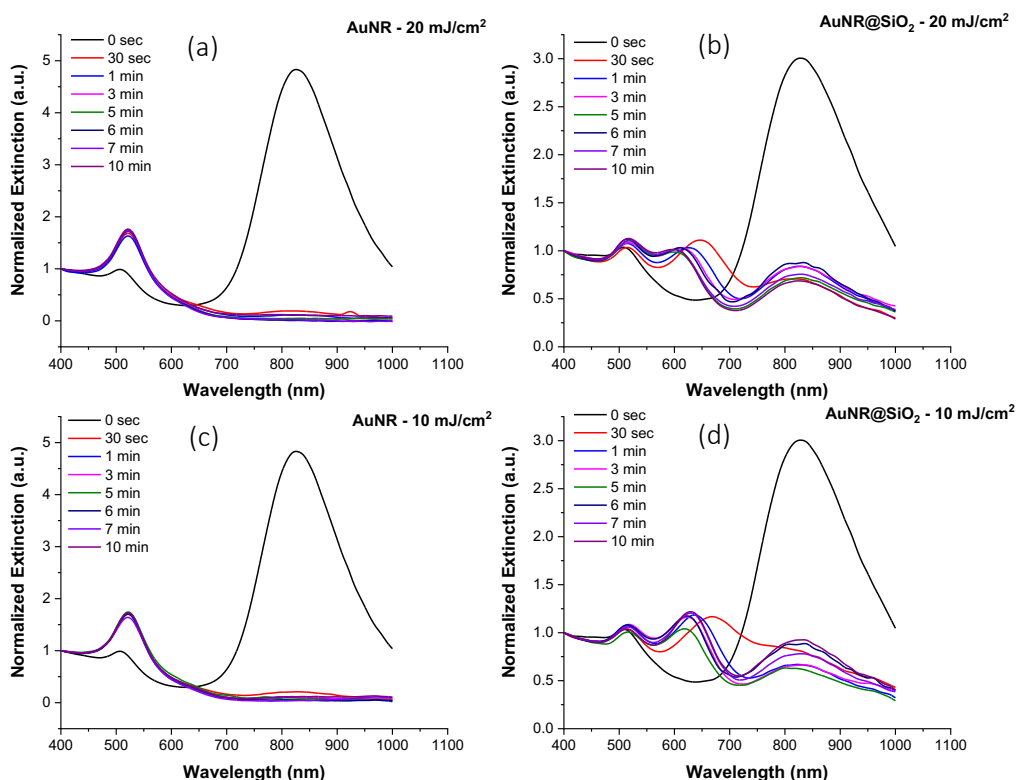 AuNR - 20 mJ/cm²
(a)
0 sec
30 sec
1 min
3 min
5 min
6 min
7 min
10 min
Normalized Extinction (a.u.)
5
4
3
2
1
0
400 500 600 700 800 900 1000 1100
Wavelength (nm)
AuNR@SiO₂ - 20 mJ/cm²
(b)
0 sec
30 sec
1 min
3 min
5 min
6 min
7 min
10 min
Normalized Extinction (a.u.)
3.0
2.5
2.0
1.5
1.0
0.5
0.0
400 500 600 700 800 900 1000 1100
Wavelength (nm)
AuNR - 10 mJ/cm²
(c)
0 sec
30 sec
1 min
3 min
5 min
6 min
7 min
10 min
Normalized Extinction (a.u.)
5
4
3
2
1
0
400 500 600 700 800 900 1000 1100
Wavelength (nm)
AuNR@SiO₂ - 10 mJ/cm²
(d)
0 sec
30 sec
1 min
3 min
5 min
6 min
7 min
10 min
Normalized Extinction (a.u.)
3.0
2.5
2.0
1.5
1.0
0.5
0.0
400 500 600 700 800 900 1000 1100
Wavelength (nm)